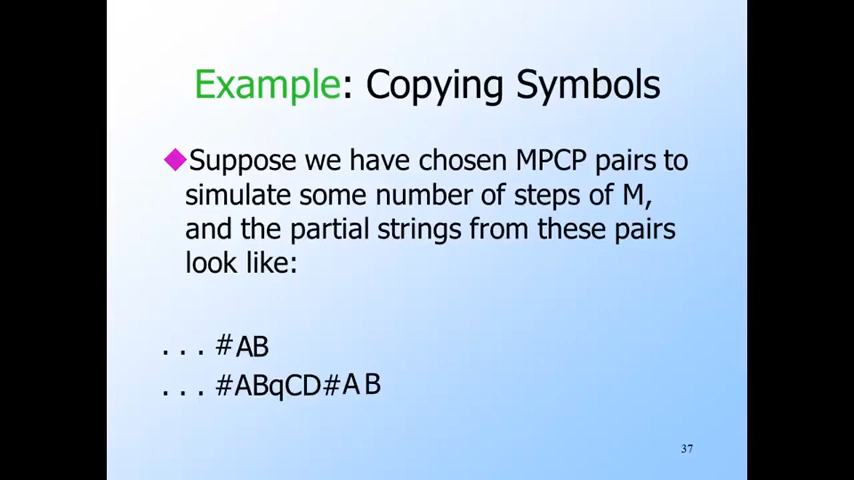 Example: Copying Symbols
Suppose we have chosen MPCP pairs to
simulate some number of steps of M,
and the partial strings from these pairs
look like:
. . . #AB
. . . #ABqCD#AB
37